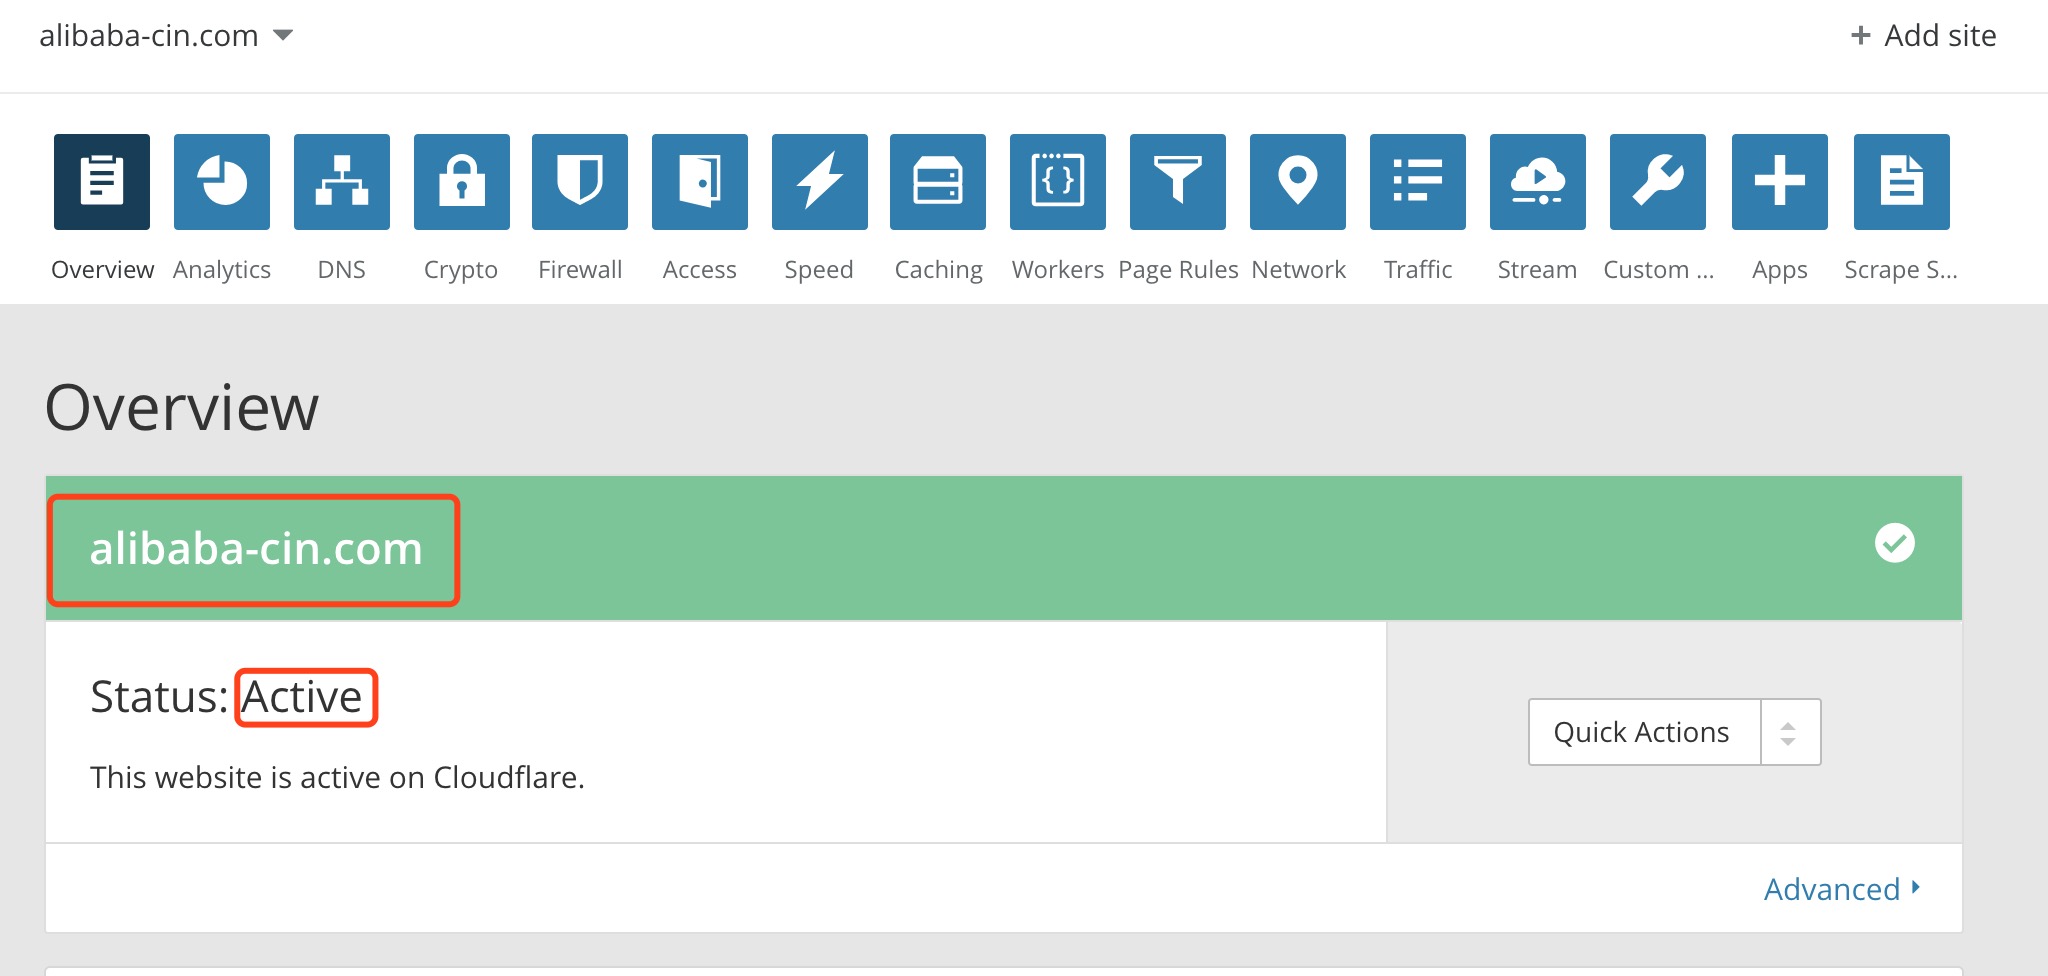 alibaba-cin.com
+ Add site
Overview Analytics DNS Crypto Firewall Access Speed Caching Workers Page Rules Network Traffic Stream Custom ... Apps Scrape S...
Overview
alibaba-cin.com
Status: Active
This website is active on Cloudflare.
Quick Actions
Advanced